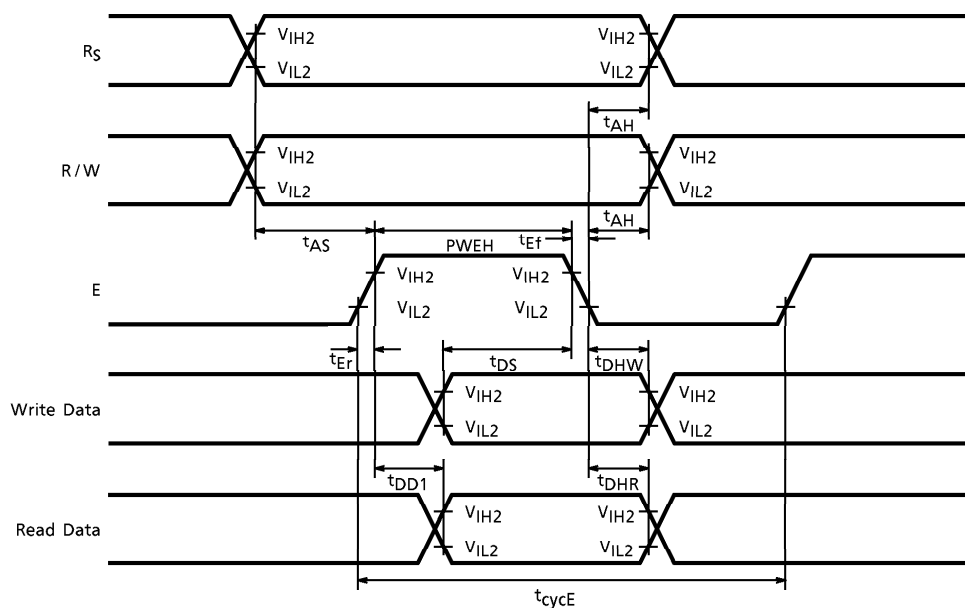 RS
VIH2
VIL2
VIH2
VIL2
tAH
R/W
VIH2
VIL2
VIH2
VIL2
tAS
PWEH
tEf
tAH
E
VIH2
VIL2
VIH2
VIL2
tEr
tDS
tDHW
Write Data
VIH2
VIL2
VIH2
VIL2
tDD1
tDHR
Read Data
VIH2
VIL2
VIH2
VIL2
tcycE